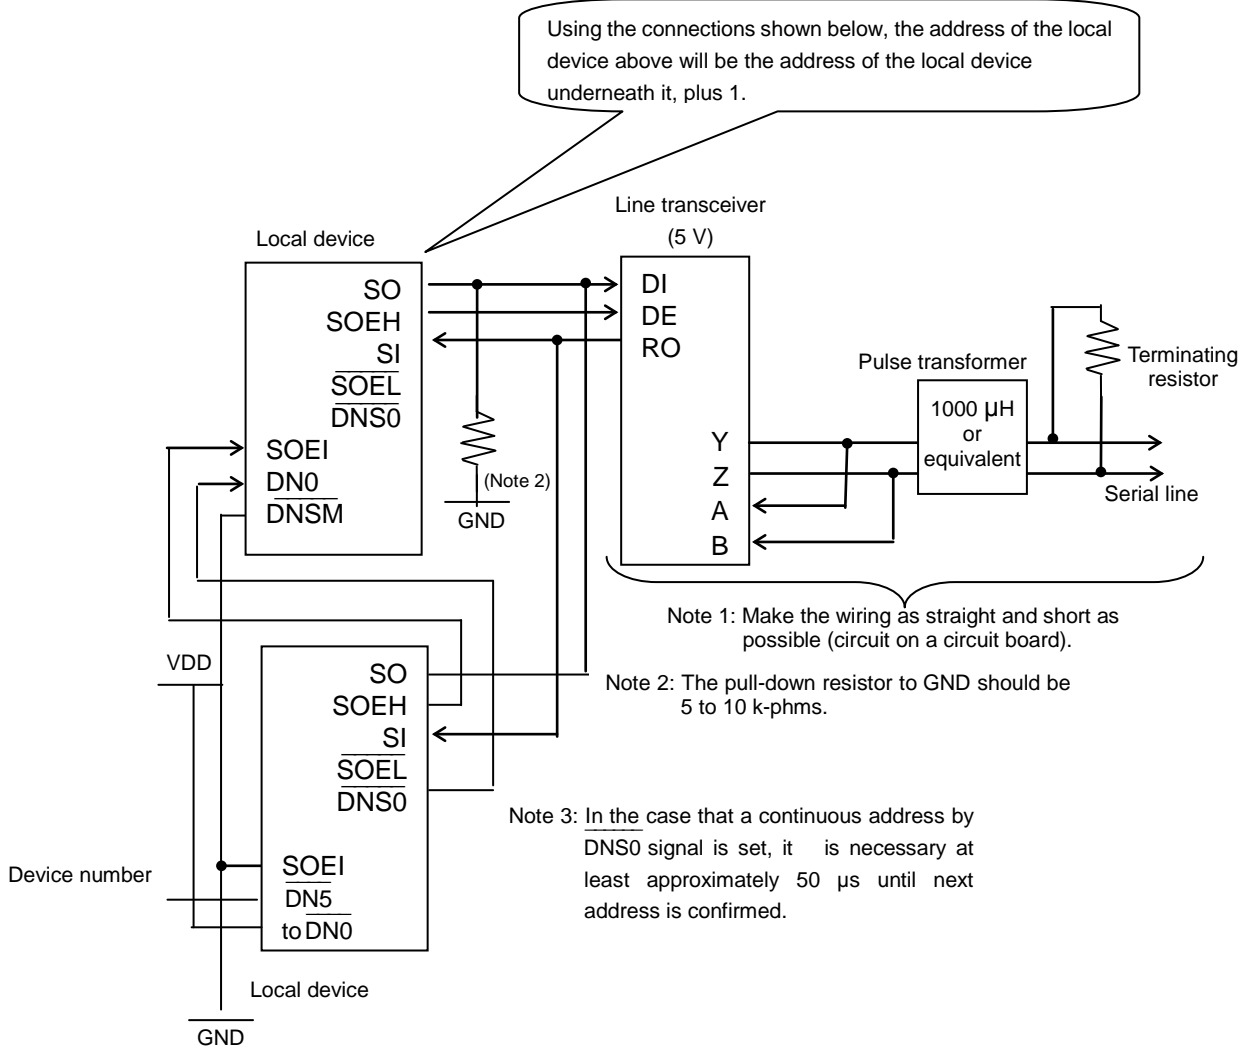 Using the connections shown below, the address of the local
device above will be the address of the local device
underneath it, plus 1.
Line transceiver
(5 V)
Local device
SO
SOEH
SI
SOEL
DNS0
SOEI
DN0
DNSM
(Note 2)
GND
DI
DE
RO
Y
Z
A
B
Pulse transformer
1000 µH
or
equivalent
Terminating
resistor
Serial line
Note 1: Make the wiring as straight and short as
possible (circuit on a circuit board).
Note 2: The pull-down resistor to GND should be
5 to 10 k-phms.
Note 3: In the case that a continuous address by
DNS0 signal is set, it is necessary at
least approximately 50 µs until next
address is confirmed.
VDD
SO
SOEH
SI
SOEL
DNS0
SOEI
DN5
to DN0
Device number
Local device
GND